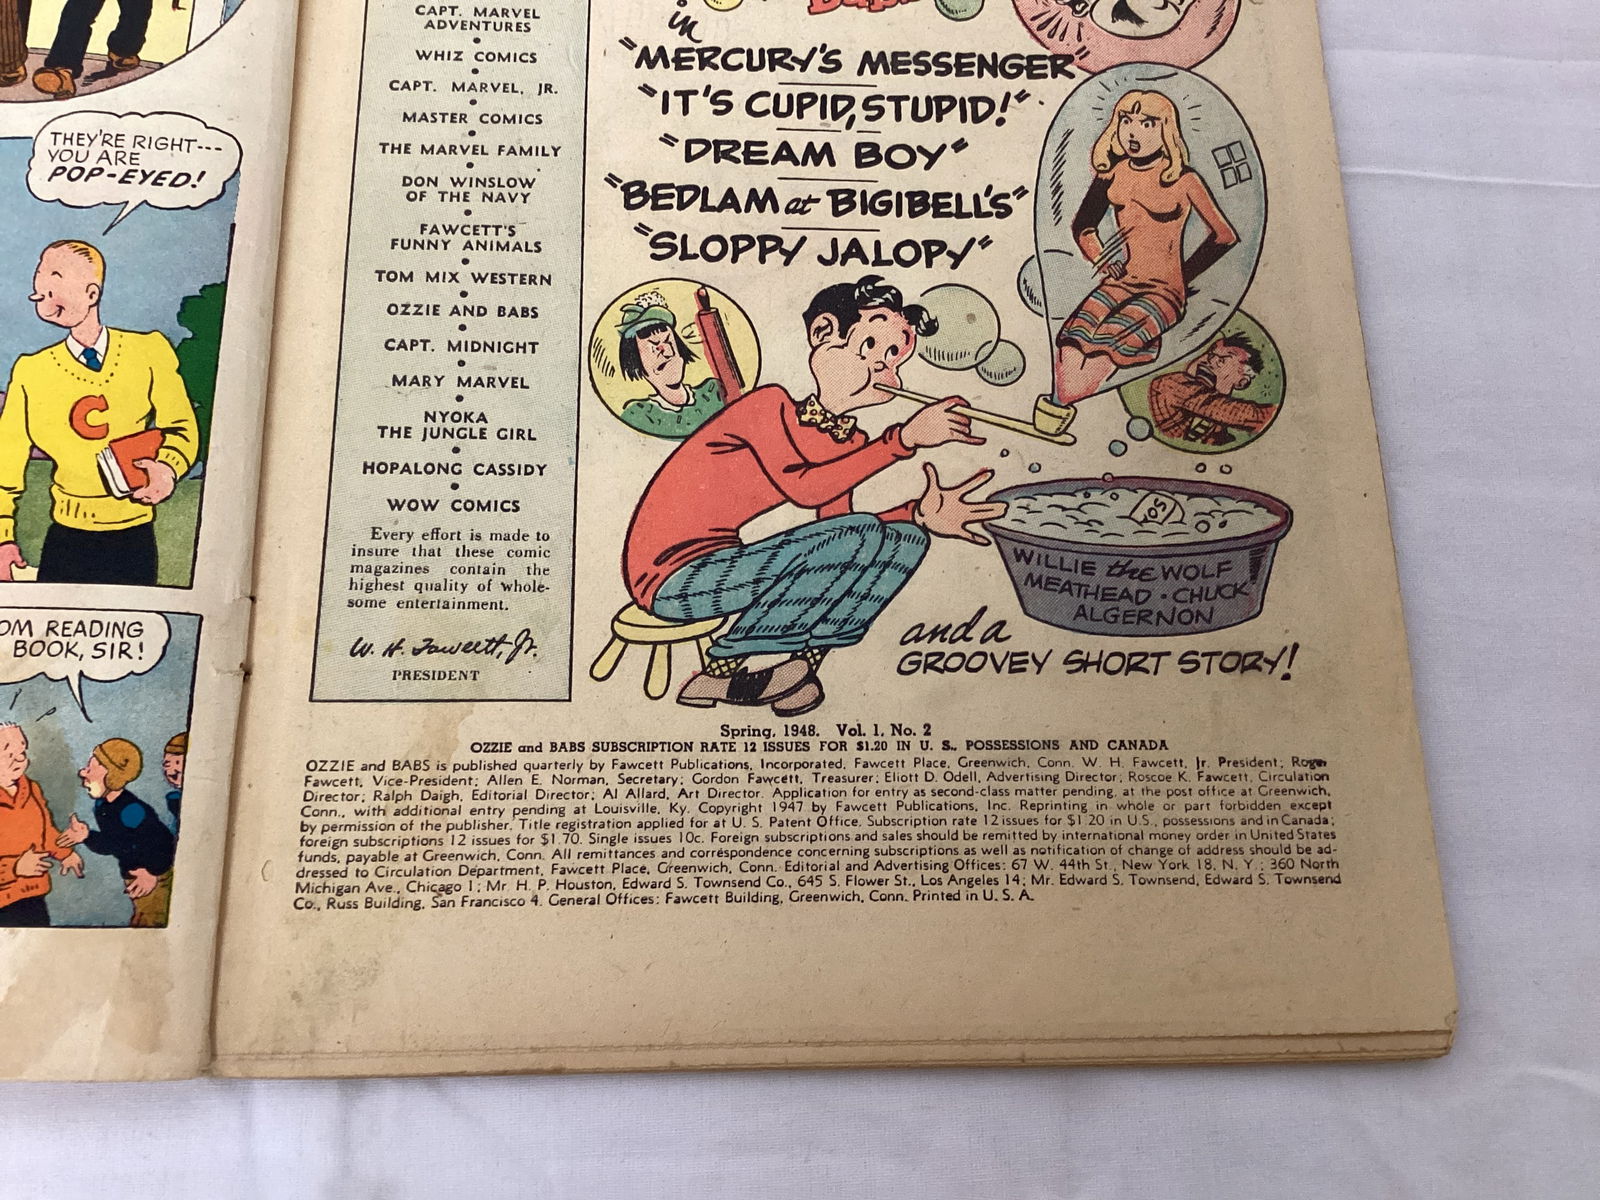 THEY'RE RIGHT---
YOU ARE
POP-EYED!
C
OM READING
BOOK, SIR!
CAPT. MARVEL
ADVENTURES
WHIZ COMICS
CAPT. MARVEL, JR.
MASTER COMICS
THE MARVEL FAMILY
DON WINSLOW
OF THE NAVY
FAWCETT'S
FUNNY ANIMALS
TOM MIX WESTERN
OZZIE AND BABS
CAPT. MIDNIGHT
MARY MARVEL
NYOKA
THE JUNGLE GIRL
HOPALONG CASSIDY
WOW COMICS
Every effort is made to
insure that these comic
magazines contain the
highest quality of whole-
some entertainment.
W. H. Fawcett, Jr.
PRESIDENT
in
"MERCURY'S MESSENGER"
"IT'S CUPID, STUPID!"
"DREAM BOY"
"BEDLAM at BIGIBELL'S"
"SLOPPY JALOPY"
WILLIE the WOLF
MEATHEAD • CHUCK
ALGERNON
and a
GROOVEY SHORT STORY!
Spring, 1948. Vol. 1, No. 2
OZZIE and BABS SUBSCRIPTION RATE 12 ISSUES FOR $1.20 IN U. S., POSSESSIONS AND CANADA
OZZIE and BABS is published quarterly by Fawcett Publications, Incorporated, Fawcett Place, Greenwich, Conn. W. H. Fawcett, Jr. President; Roger
Fawcett, Vice-President; Allen E. Norman, Secretary; Gordon Fawcett, Treasurer; Eliott D. Odell, Advertising Director; Roscoe K. Fawcett, Circulation
Director; Ralph Daigh, Editorial Director; Al Allard, Art Director. Application for entry as second-class matter pending, at the post office at Greenwich,
Conn., with additional entry pending at Louisville, Ky. Copyright 1947 by Fawcett Publications, Inc. Reprinting in whole or part forbidden except
by permission of the publisher. Title registration applied for at U. S. Patent Office. Subscription rate 12 issues for $1.20 in U.S., possessions and in Canada;
foreign subscriptions 12 issues for $1.70. Single issues 10c. Foreign subscriptions and sales should be remitted by international money order in United States
funds, payable at Greenwich, Conn. All remittances and correspondence concerning subscriptions as well as notification of change of address should be ad-
dressed to Circulation Department, Fawcett Place, Greenwich, Conn. Editorial and Advertising Offices: 67 W. 44th St., New York 18, N. Y.; 360 North
Michigan Ave., Chicago 1; Mr. H. P. Houston, Edward S. Townsend Co., 645 S. Flower St., Los Angeles 14; Mr. Edward S. Townsend, Edward S. Townsend
Co., Russ Building, San Francisco 4. General Offices: Fawcett Building, Greenwich, Conn. Printed in U. S. A.